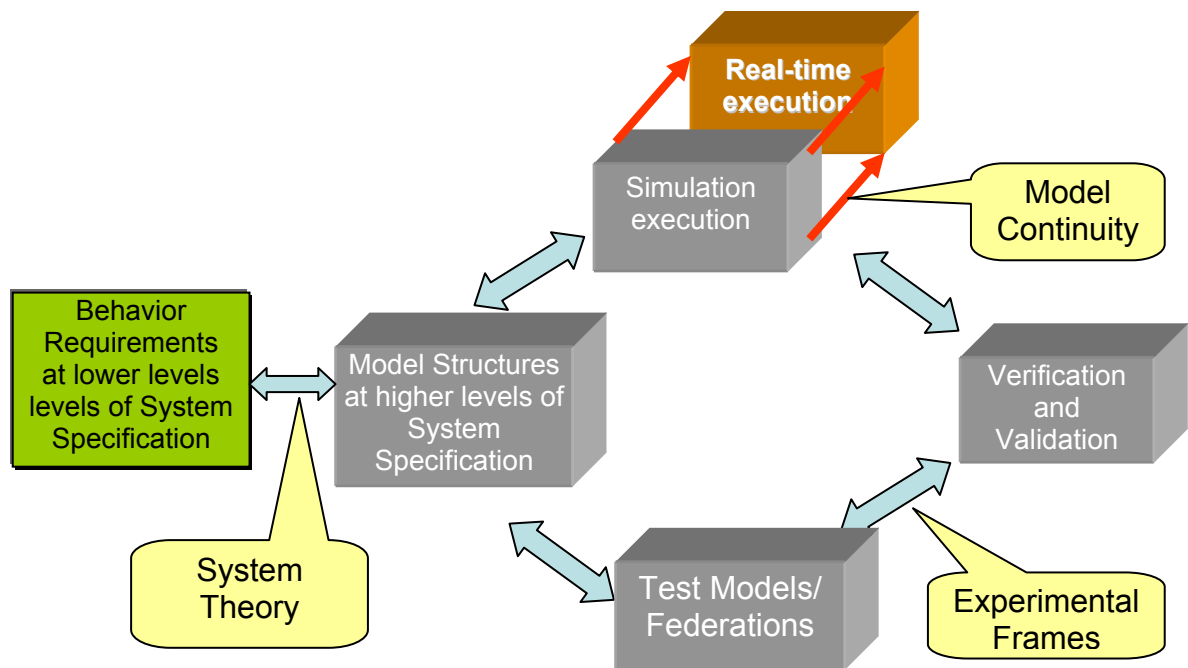 Real-time
execution
Simulation
execution
Model
Continuity
Behavior
Requirements
at lower levels
levels of System
Specification
Model Structures
at higher levels of
System
Specification
Verification
and
Validation
System
Theory
Test Models/
Federations
Experimental
Frames